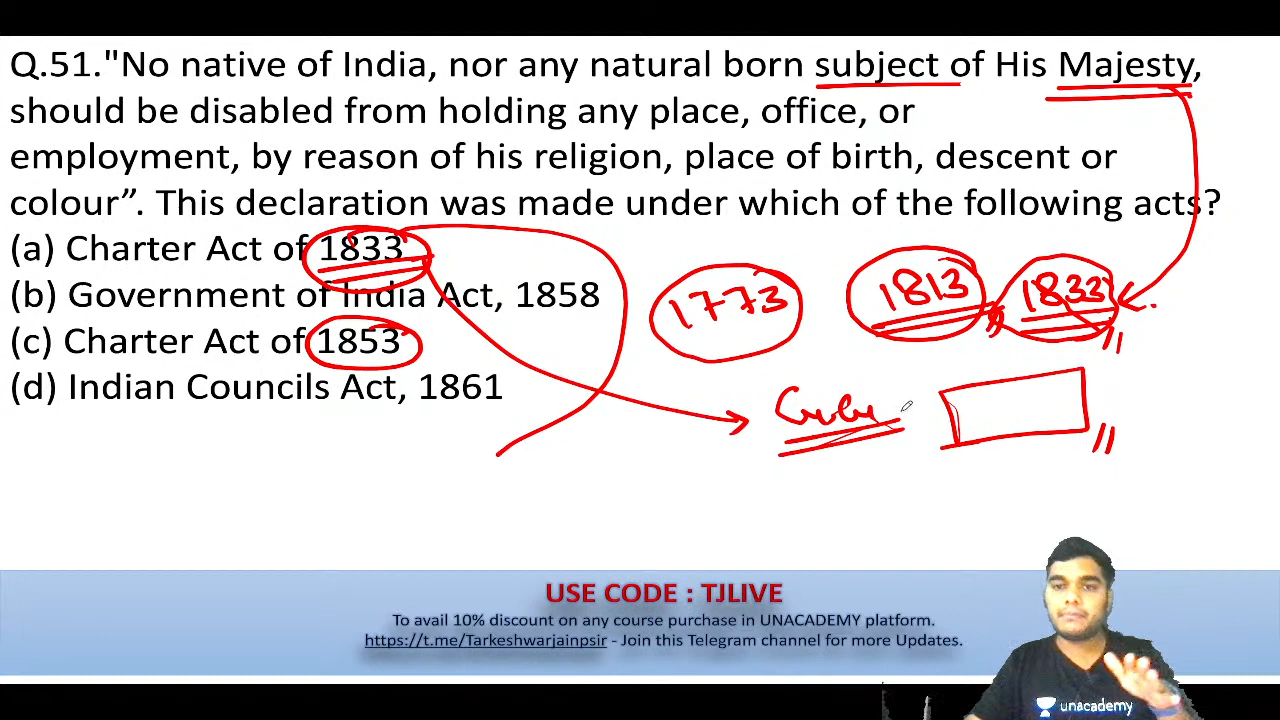 Q.51."No native of India, nor any natural born subject of His Majesty,
should be disabled from holding any place, office, or
employment, by reason of his religion, place of birth, descent or
colour”. This declaration was made under which of the following acts?
(a) Charter Act of 1833
(b) Government of India Act, 1858
(c) Charter Act of 1853
(d) Indian Councils Act, 1861
1773 1813 1833
USE CODE : TJLIVE
To avail 10% discount on any course purchase in UNACADEMY platform.
https://t.me/Tarkeshwarjainpsir - Join this Telegram channel for more Updates.
unacademy